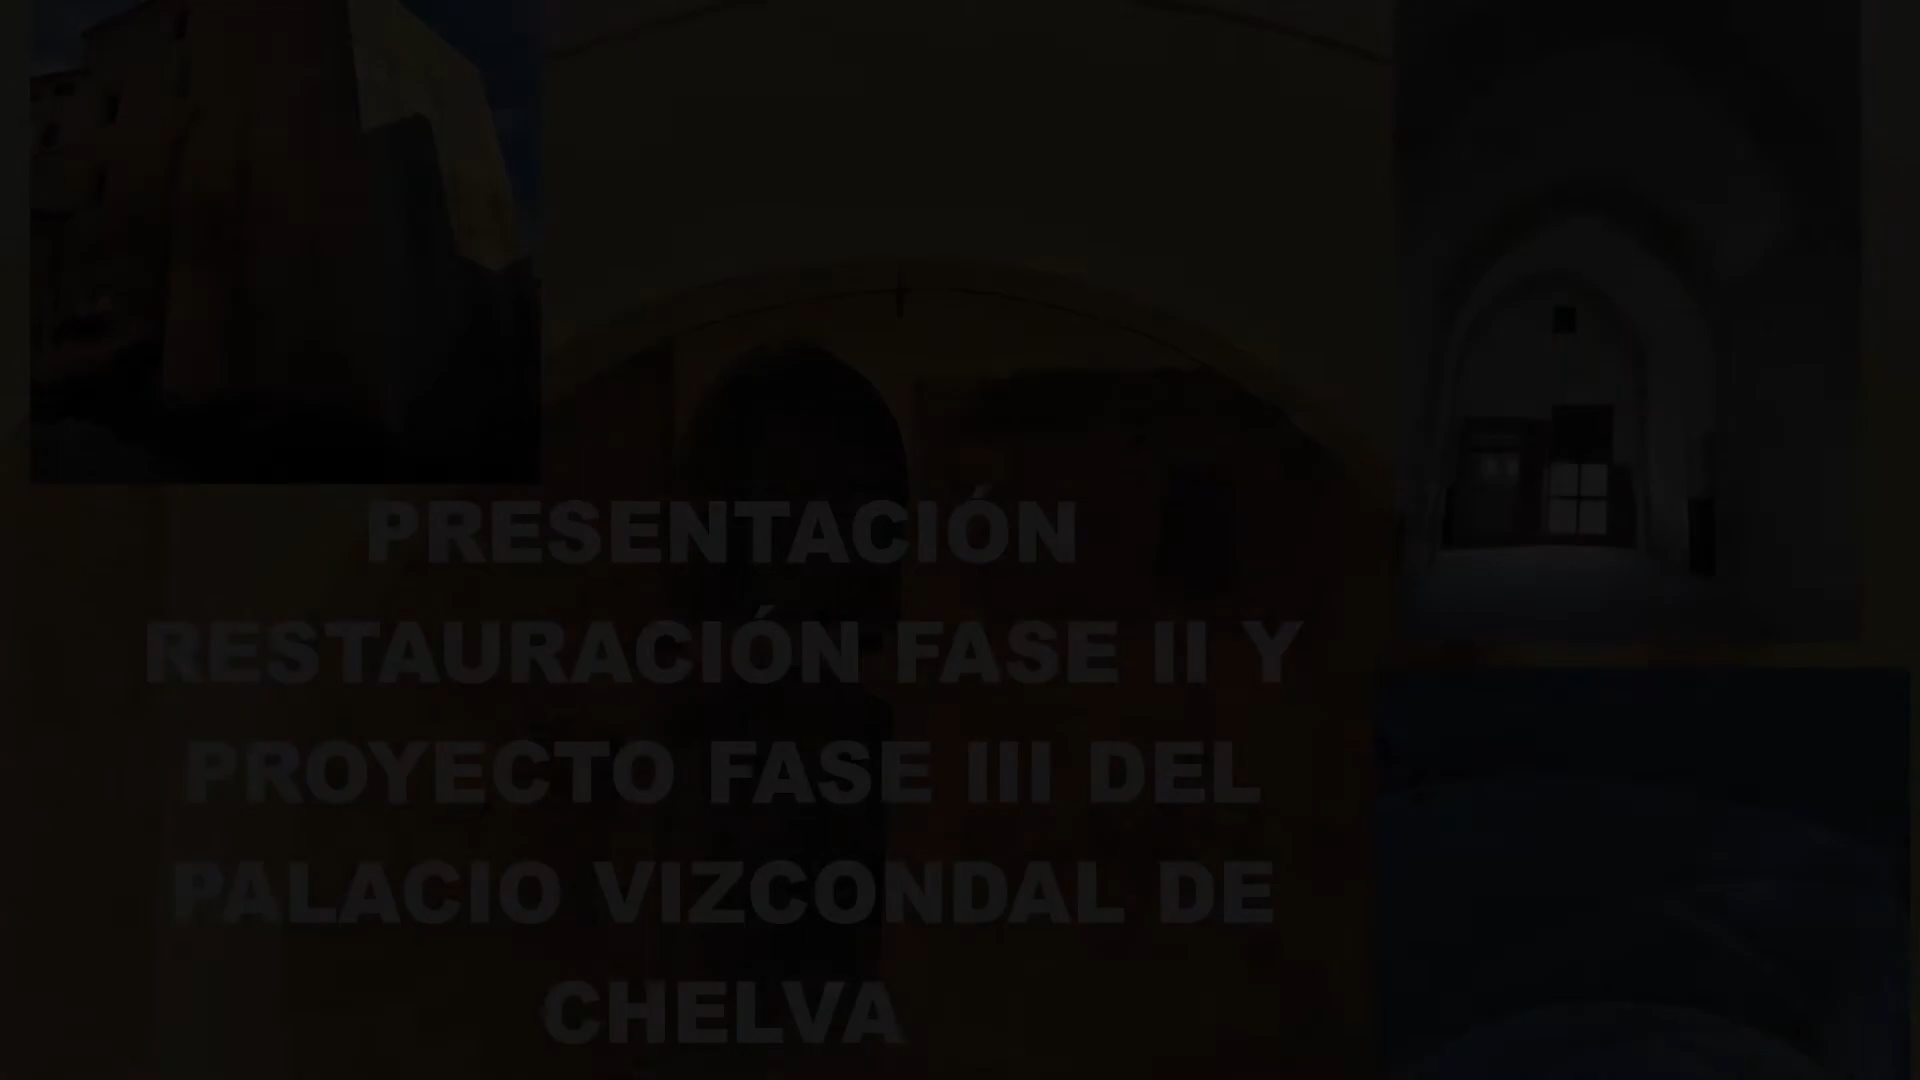 PRESENTACIÓN
RESTAURACIÓN FASE II Y
PROYECTO FASE III DEL
PALACIO VIZCONDAL DE
CHELVA